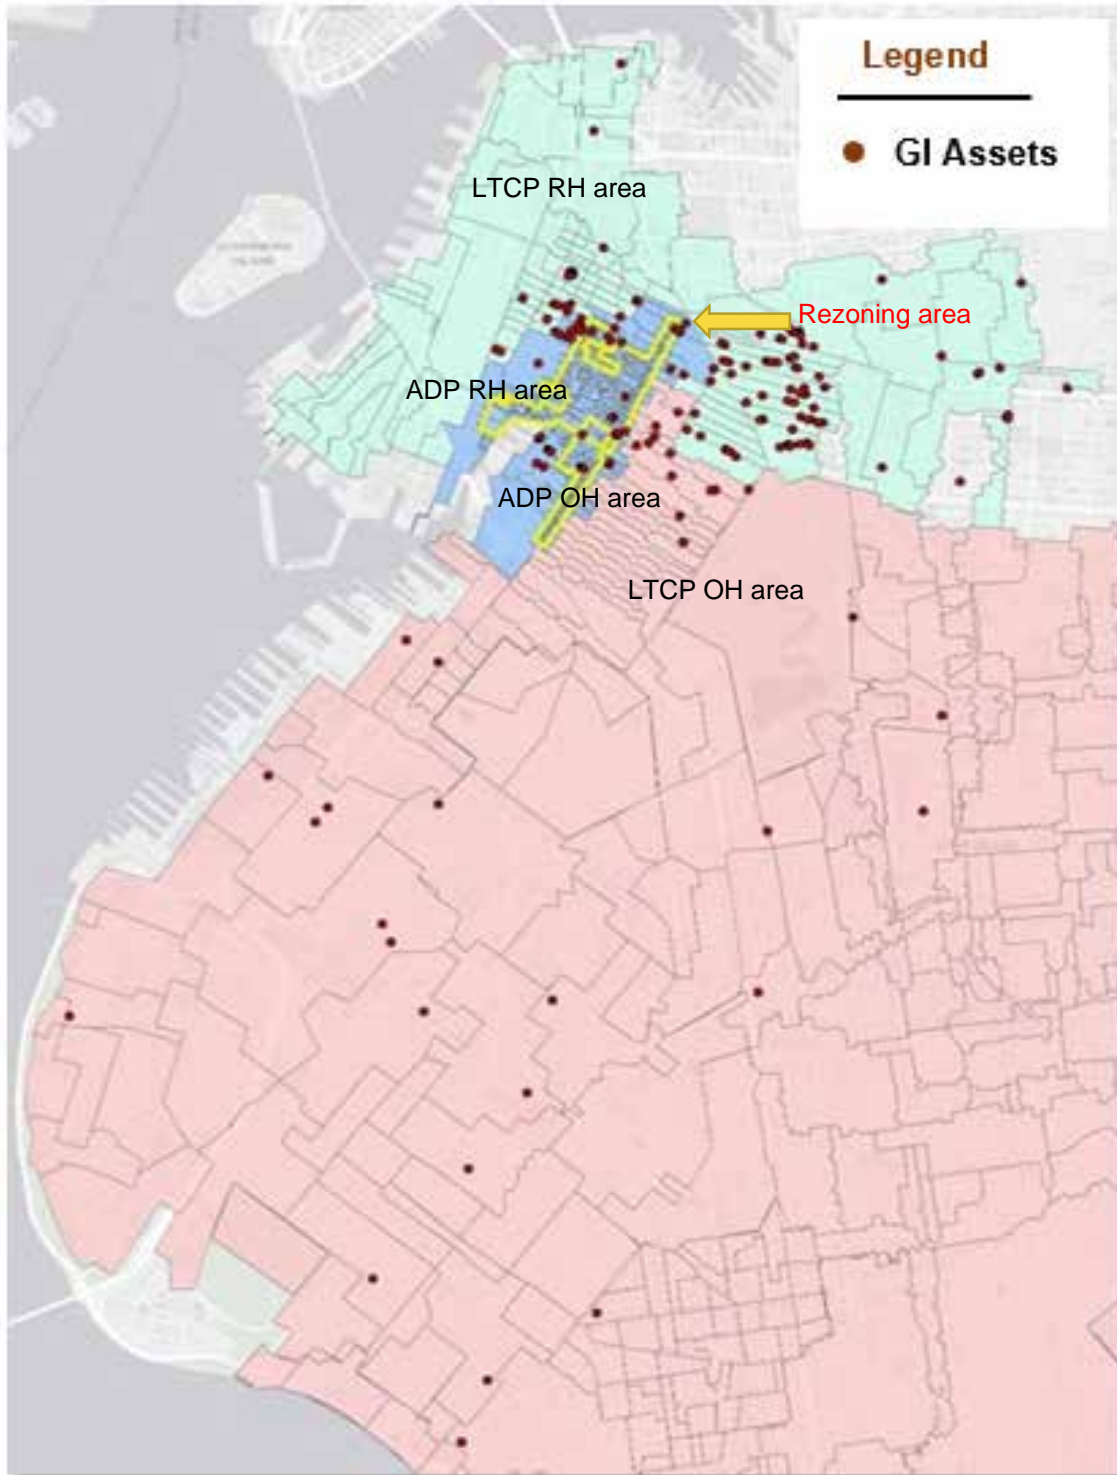 Legend
GI Assets
LTCP RH area
Rezoning area
ADP RH area
ADP OH area
LTCP OH area